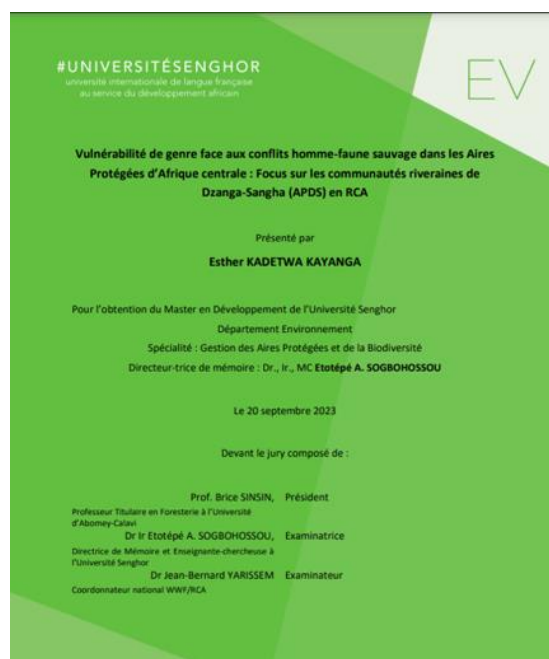 #UNIVERSITÉSENGHOR
université internationale de langue française
au service du développement africain
EV
Vulnérabilité de genre face aux conflits homme-faune sauvage dans les Aires
Protégées d'Afrique centrale : Focus sur les communautés riveraines de
Dzanga-Sangha (APDS) en RCA
Présenté par
Esther KADETWA KAYANGA
Pour l'obtention du Master en Développement de l'Université Senghor
Département Environnement
Spécialité : Gestion des Aires Protégées et de la Biodiversité
Directeur-trice de mémoire : Dr., Ir., MC Etotépé A. SOGBOHOSSOU
Le 20 septembre 2023
Devant le jury composé de :
Prof. Brice SINSIN, Président
Professeur Titulaire en Foresterie à l'Université
d'Abomey-Calavi
Dr Ir Etotépé A. SOGBOHOSSOU, Examinatrice
Directrice de Mémoire et Enseignante-chercheuse à
l'Université Senghor
Dr Jean-Bernard YARISSEM Examinateur
Coordonnateur national WWF/RCA